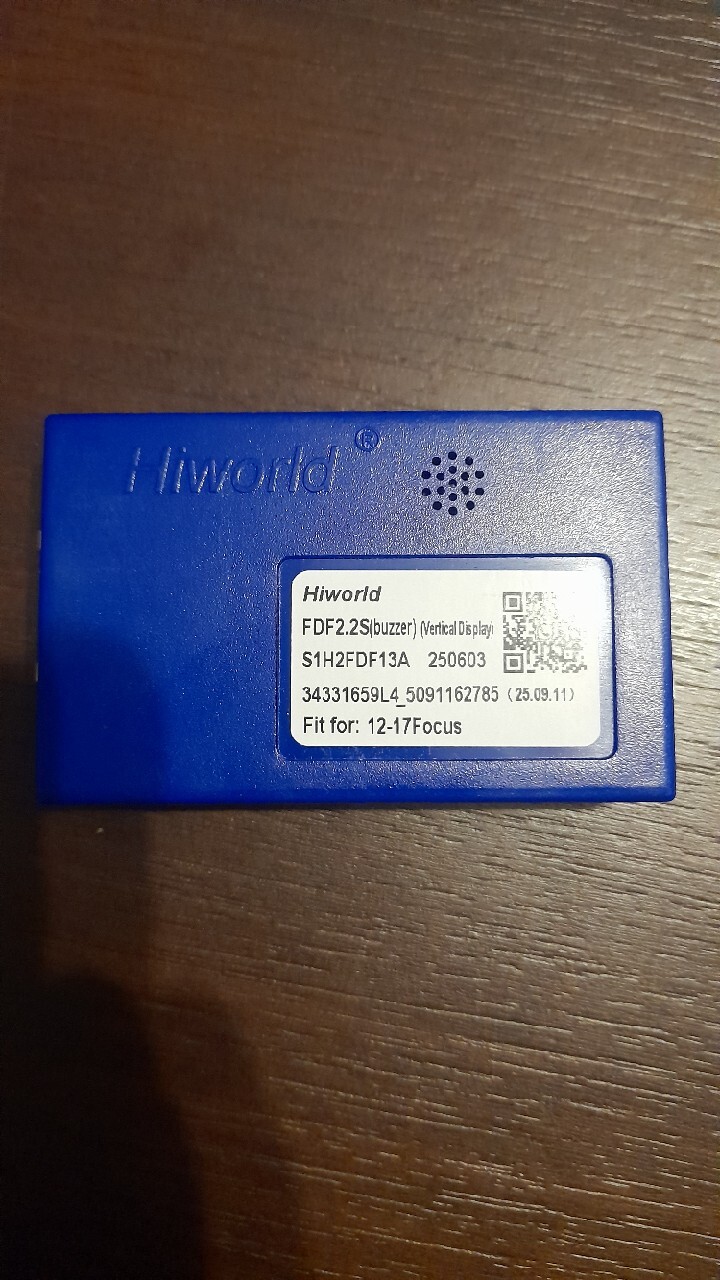 Hiworld ®
Hiworld
FDF2.2S(buzzer) (Vertical Display)
S1H2FDF13A 250603
34331659L4_5091162785 (25.09.11)
Fit for: 12-17Focus